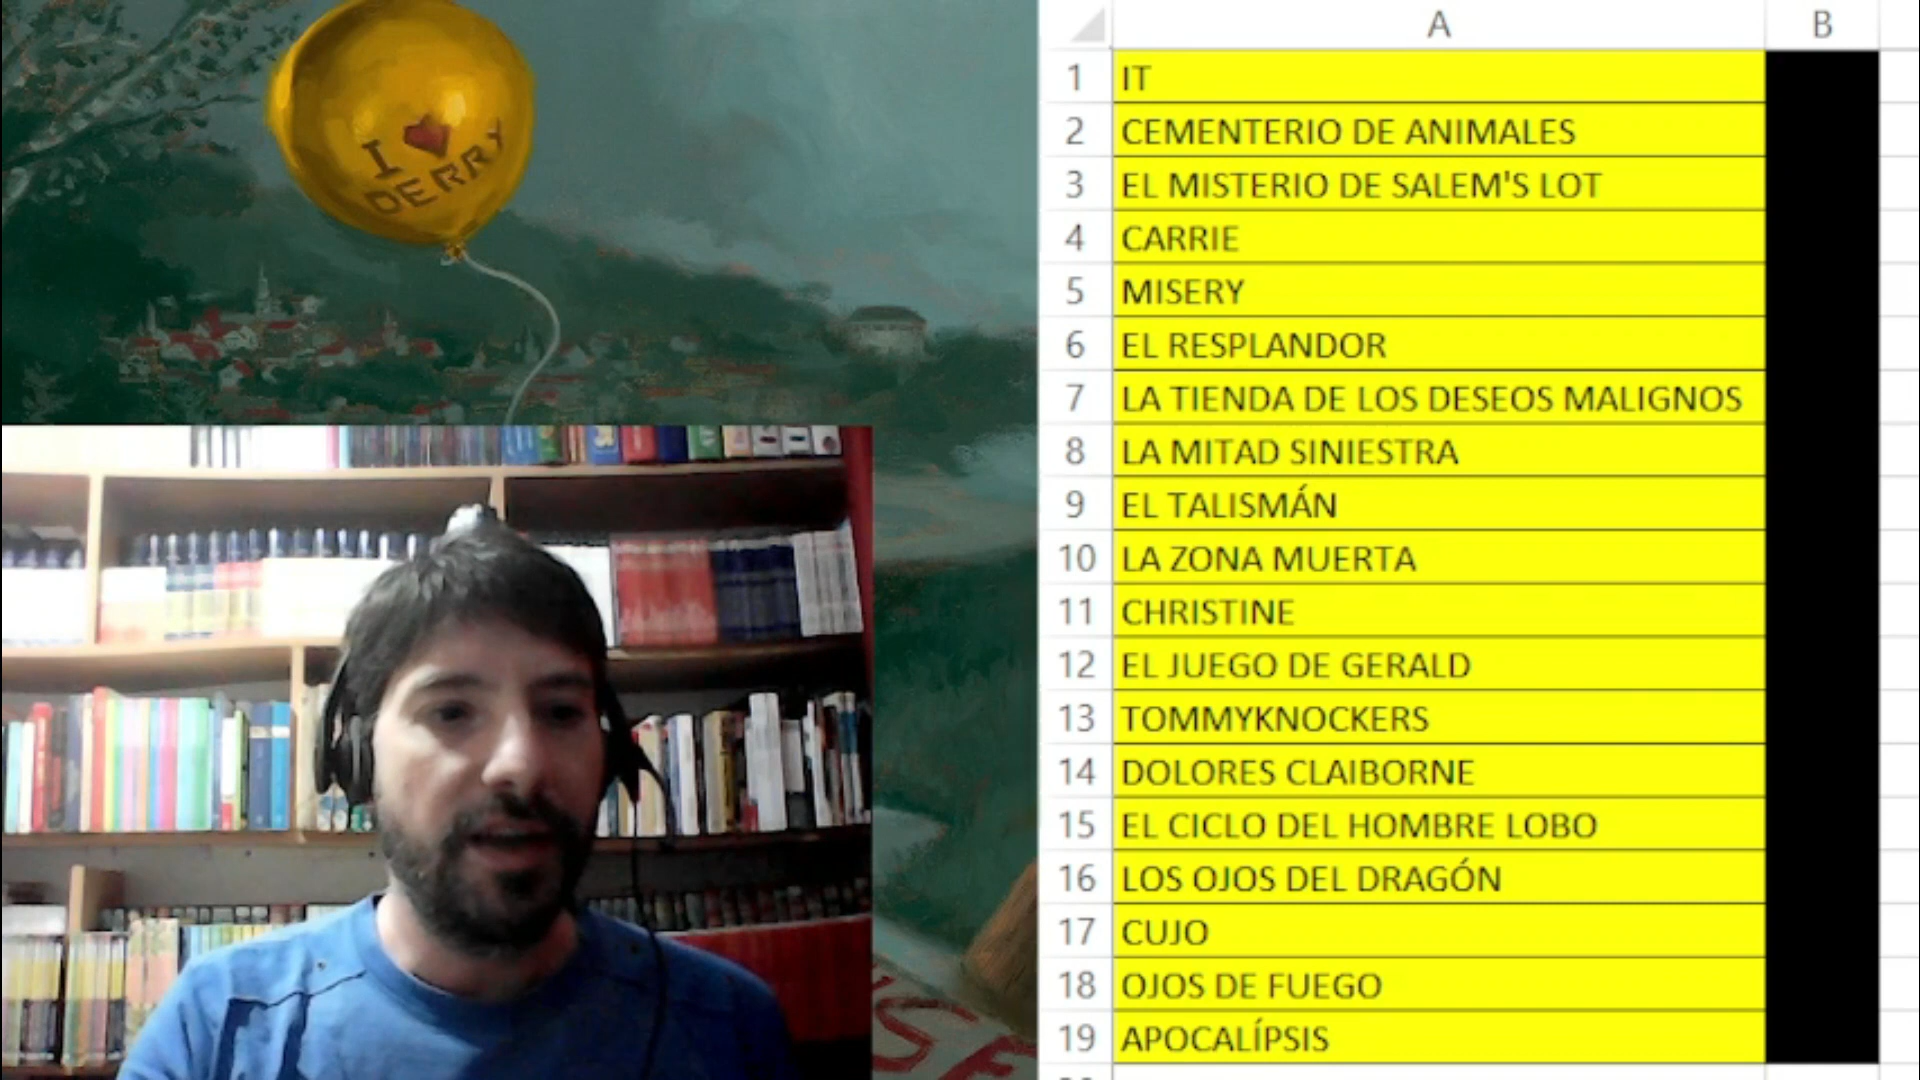 I ♥
DERRY
A B
1 IT
2 CEMENTERIO DE ANIMALES
3 EL MISTERIO DE SALEM'S LOT
4 CARRIE
5 MISERY
6 EL RESPLANDOR
7 LA TIENDA DE LOS DESEOS MALIGNOS
8 LA MITAD SINIESTRA
9 EL TALISMÁN
10 LA ZONA MUERTA
11 CHRISTINE
12 EL JUEGO DE GERALD
13 TOMMYKNOCKERS
14 DOLORES CLAIBORNE
15 EL CICLO DEL HOMBRE LOBO
16 LOS OJOS DEL DRAGÓN
17 CUJO
18 OJOS DE FUEGO
19 APOCALÍPSIS